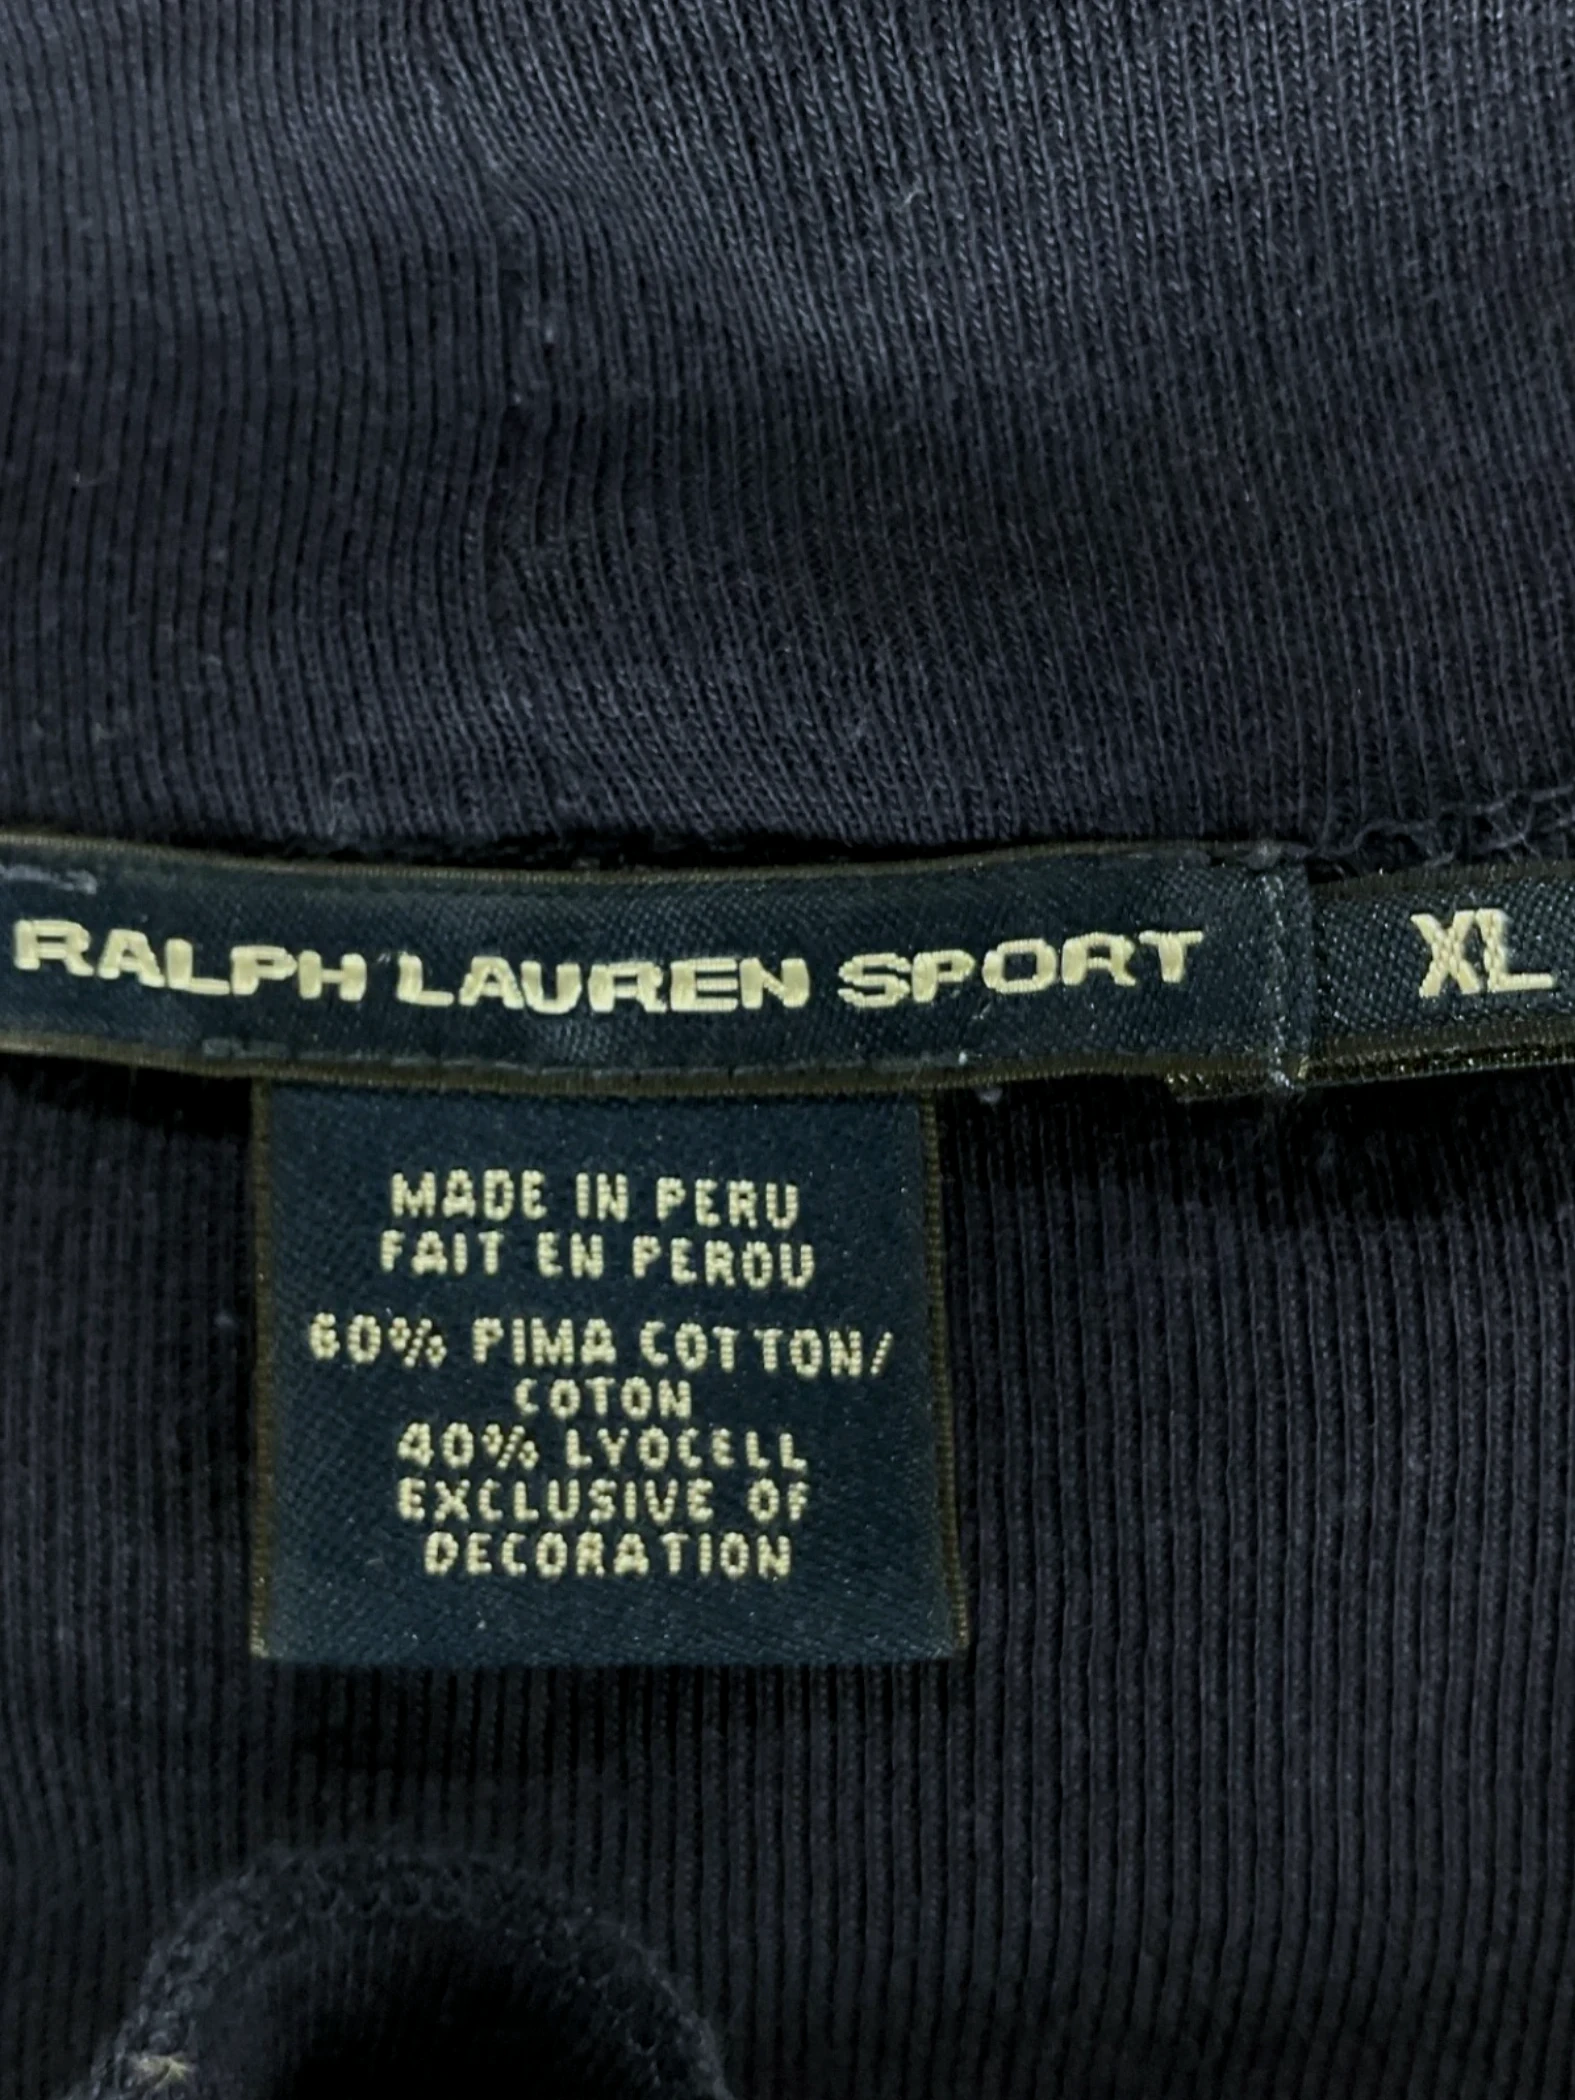 RALPH LAUREN SPORT XL
MADE IN PERU
FAIT EN PEROU
60% PIMA COTTON/
COTON
40% LYOCELL
EXCLUSIVE OF
DECORATION